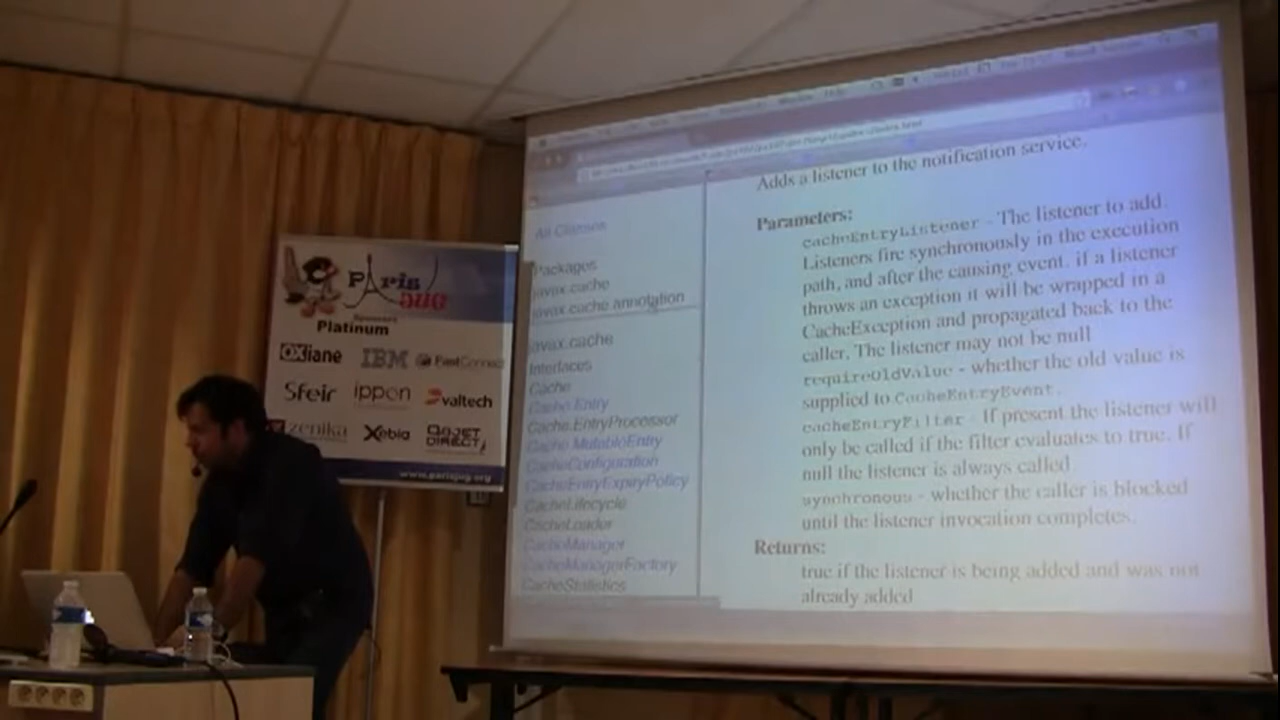 Paris
JUG
Sponsors
Platinum
OXiane
IBM
FastConnect
Sfeir
ippon
valtech
zenika
Xebia
OBJET
DIRECT
www.parisjug.org
All Classes
Packages
javax.cache
javax.cache.annotation
javax.cache
Interfaces
Cache
Cache.Entry
Cache.EntryProcessor
Cache.MutableEntry
CacheConfiguration
CacheEntryExpiryPolicy
CacheLifecycle
CacheLoader
CacheManager
CacheManagerFactory
CacheStatistics
Adds a listener to the notification service.
Parameters:
cacheEntryListener - The listener to add.
Listeners fire synchronously in the execution
path, and after the causing event. if a listener
throws an exception it will be wrapped in a
CacheException and propagated back to the
caller. The listener may not be null
requireOldValue - whether the old value is
supplied to CacheEntryEvent.
cacheEntryFilter - If present the listener will
only be called if the filter evaluates to true. If
null the listener is always called.
synchronous - whether the caller is blocked
until the listener invocation completes.
Returns:
true if the listener is being added and was not
already added